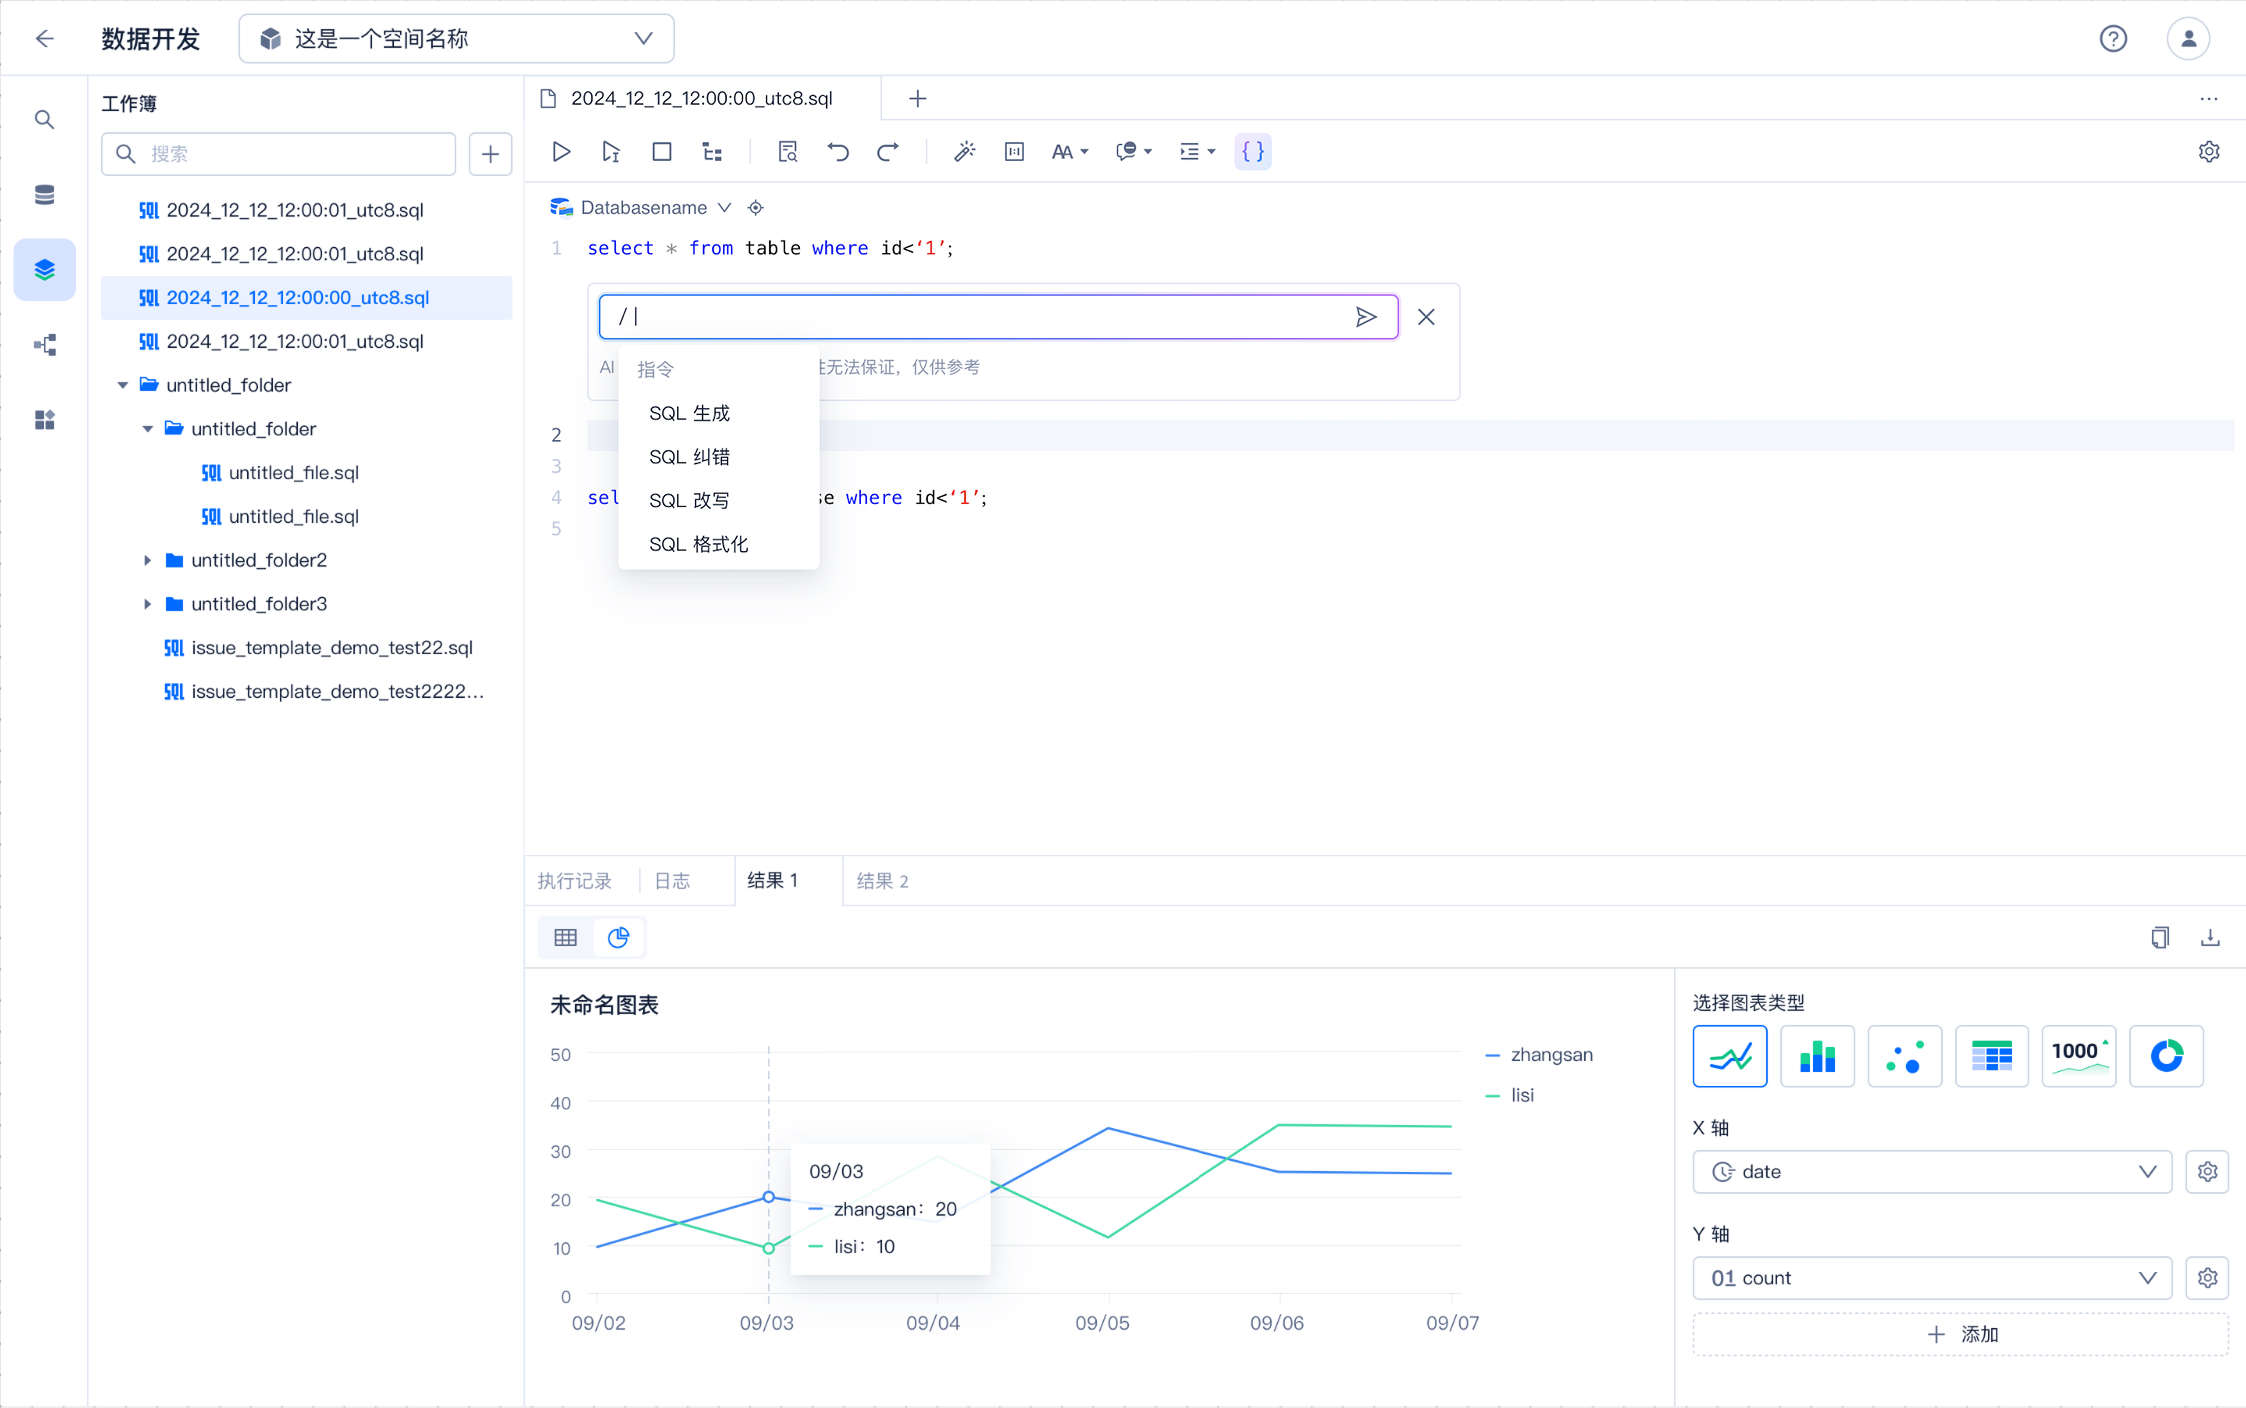 数据开发
这是一个空间名称
工作簿
搜索
2024_12_12_12:00:01_utc8.sql
2024_12_12_12:00:01_utc8.sql
2024_12_12_12:00:00_utc8.sql
2024_12_12_12:00:01_utc8.sql
untitled_folder
untitled_folder
untitled_file.sql
untitled_file.sql
untitled_folder2
untitled_folder3
issue_template_demo_test22.sql
issue_template_demo_test2222...
2024_12_12_12:00:00_utc8.sql
Databasename
1 select * from table where id<‘1’;
/
AI
无法保证，仅供参考
指令
SQL 生成
SQL 纠错
SQL 改写
SQL 格式化
2
3
4 sel se where id<‘1’;
5
执行记录
日志
结果 1
结果 2
未命名图表
50
40
30
20
10
0
09/02
09/03
09/04
09/05
09/06
09/07
09/03
zhangsan：20
lisi：10
zhangsan
lisi
选择图表类型
1000
X 轴
date
Y 轴
01 count
添加